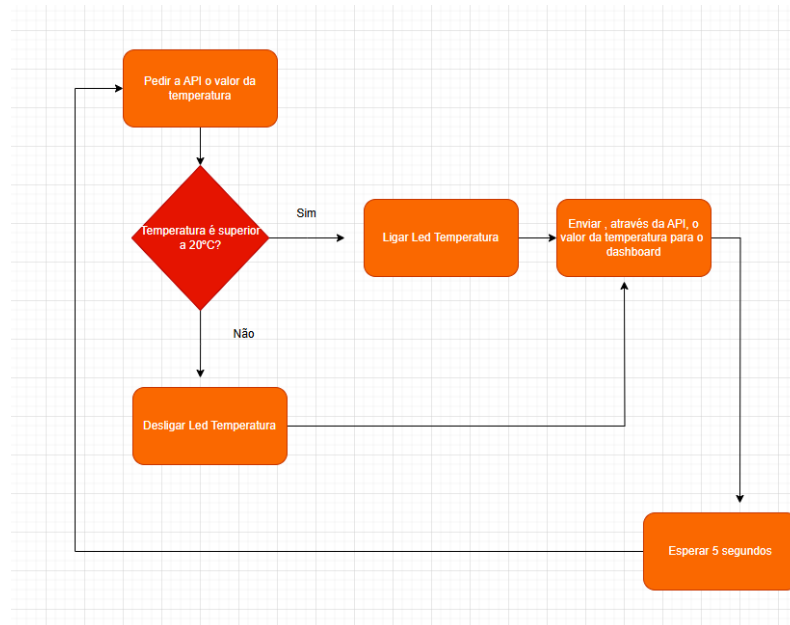 Pedir a API o valor da
temperatura
Temperatura é superior
a 20ºC?
Sim
Ligar Led Temperatura
Enviar , através da API, o
valor da temperatura para o
dashboard
Não
Desligar Led Temperatura
Esperar 5 segundos